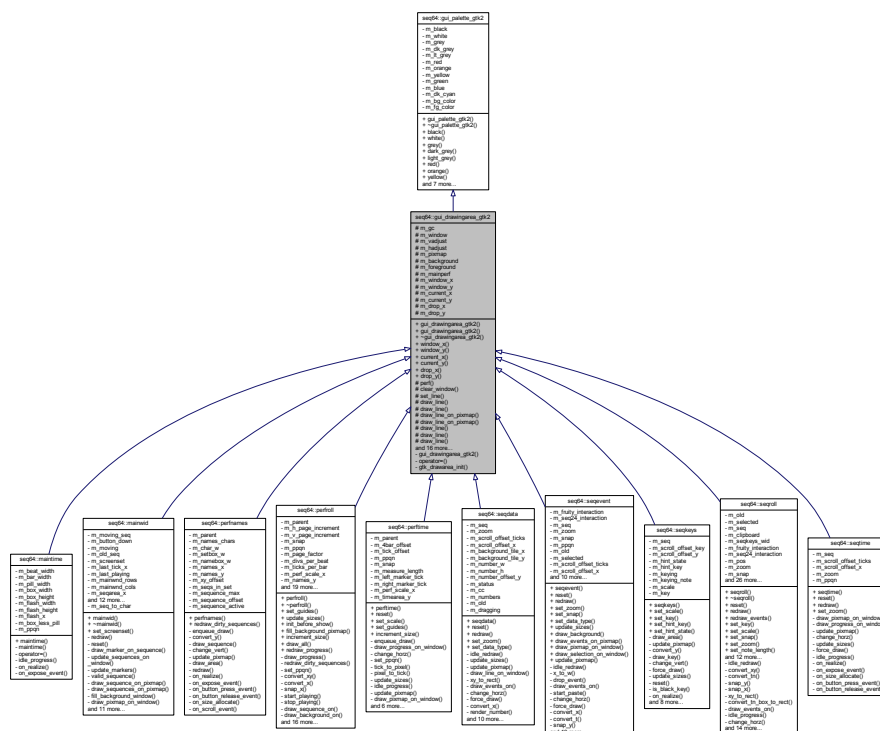 seq64::gui_palette_gtk2
- m_black
- m_white
- m_grey
- m_dk_grey
- m_lt_grey
- m_red
- m_orange
- m_yellow
- m_green
- m_blue
- m_dk_cyan
- m_bg_color
- m_fg_color
+ gui_palette_gtk2()
+ ~gui_palette_gtk2()
+ black()
+ white()
+ grey()
+ dark_grey()
+ light_grey()
+ red()
+ orange()
+ yellow()
and 7 more...
seq64::gui_drawingarea_gtk2
# m_gc
# m_window
# m_vadjust
# m_hadjust
# m_pixmap
# m_background
# m_foreground
# m_mainperf
# m_window_x
# m_window_y
# m_current_x
# m_current_y
# m_drop_x
# m_drop_y
+ gui_drawingarea_gtk2()
+ gui_drawingarea_gtk2()
+ ~gui_drawingarea_gtk2()
+ window_x()
+ window_y()
+ current_x()
+ current_y()
+ drop_x()
+ drop_y()
# perf()
# clear_window()
# set_line()
# draw_line()
# draw_line()
# draw_line_on_pixmap()
# draw_line_on_pixmap()
# draw_line()
# draw_line()
# draw_line()
and 16 more...
- gui_drawingarea_gtk2()
- operator=()
- gtk_drawarea_init()
seq64::maintime
- m_beat_width
- m_bar_width
- m_pill_width
- m_box_width
- m_box_height
- m_flash_width
- m_flash_height
- m_flash_x
- m_box_less_pill
- m_ppqn
+ maintime()
- maintime()
- operator=()
- idle_progress()
- on_realize()
- on_expose_event()
seq64::mainwid
- m_moving_seq
- m_button_down
- m_moving
- m_old_seq
- m_screenset
- m_last_tick_x
- m_last_playing
- m_mainwnd_rows
- m_mainwnd_cols
- m_seqarea_x
and 12 more...
- m_seq_to_char
+ mainwid()
+ ~mainwid()
+ set_screenset()
- redraw()
- reset()
- draw_marker_on_sequence()
- update_sequences_on
window()
- update_markers()
- valid_sequence()
- draw_sequence_on_pixmap()
- draw_sequences_on_pixmap()
- fill_background_window()
- draw_pixmap_on_window()
and 11 more...
seq64::perfnames
- m_parent
- m_names_chars
- m_char_w
- m_setbox_w
- m_namebox_w
- m_names_x
- m_names_y
- m_xy_offset
- m_seqs_in_set
- m_sequence_max
- m_sequence_offset
- m_sequence_active
+ perfnames()
+ redraw_dirty_sequences()
- enqueue_draw()
- convert_y()
- draw_sequence()
- change_vert()
- update_pixmap()
- draw_area()
- redraw()
- on_realize()
- on_expose_event()
- on_button_press_event()
- on_button_release_event()
- on_size_allocate()
- on_scroll_event()
seq64::perfroll
- m_parent
- m_h_page_increment
- m_v_page_increment
- m_snap
- m_ppqn
- m_page_factor
- m_divs_per_beat
- m_ticks_per_bar
- m_perf_scale_x
- m_names_y
and 19 more...
+ perfroll()
+ ~perfroll()
+ set_guides()
+ update_sizes()
+ init_before_show()
+ fill_background_pixmap()
+ increment_size()
+ draw_all()
+ redraw_progress()
- draw_progress()
- redraw_dirty_sequences()
- set_ppqn()
- convert_xy()
- convert_x()
- snap_x()
- start_playing()
- stop_playing()
- draw_sequence_on()
- draw_background_on()
and 16 more...
seq64::perftime
- m_parent
- m_4bar_offset
- m_tick_offset
- m_ppqn
- m_snap
- m_measure_length
- m_left_marker_tick
- m_right_marker_tick
- m_perf_scale_x
- m_timearea_y
+ perftime()
+ reset()
+ set_scale()
+ set_guides()
+ increment_size()
- enqueue_draw()
- draw_progress_on_window()
- change_horz()
- set_ppqn()
- tick_to_pixel()
- pixel_to_tick()
- update_sizes()
- idle_progress()
- update_pixmap()
- draw_pixmap_on_window()
and 6 more...
seq64::seqdata
- m_seq
- m_zoom
- m_scroll_offset_ticks
- m_scroll_offset_x
- m_background_tile_x
- m_background_tile_y
- m_number_w
- m_number_h
- m_number_offset_y
- m_status
- m_cc
- m_numbers
- m_old
- m_dragging
+ seqdata()
+ reset()
+ redraw()
+ set_zoom()
+ set_data_type()
- idle_redraw()
- update_sizes()
- update_pixmap()
- draw_line_on_window()
- xy_to_rect()
- draw_events_on()
- change_horz()
- force_draw()
- convert_x()
- render_number()
and 10 more...
seq64::seqevent
- m_fruity_interaction
- m_seq24_interaction
- m_seq
- m_zoom
- m_snap
- m_ppqn
- m_old
- m_selected
- m_scroll_offset_ticks
and 10 more...
+ seqevent()
+ reset()
+ redraw()
+ set_zoom()
+ set_snap()
+ set_data_type()
+ update_sizes()
+ draw_background()
+ draw_events_on_pixmap()
+ draw_pixmap_on_window()
+ draw_selection_on_window()
+ update_pixmap()
- idle_redraw()
- x_to_w()
- drop_event()
- draw_events_on()
- start_paste()
- change_horz()
- force_draw()
- convert_x()
- convert_t()
- snap_y()
seq64::seqkeys
- m_seq
- m_scroll_offset_key
- m_scroll_offset_y
- m_hint_state
- m_hint_key
- m_keying
- m_keying_note
- m_scale
- m_key
+ seqkeys()
+ set_scale()
+ set_key()
+ set_hint_key()
+ set_hint_state()
- draw_area()
- update_pixmap()
- convert_y()
- draw_key()
- change_vert()
- force_draw()
- update_sizes()
- reset()
- is_black_key()
- on_realize()
and 8 more...
seq64::seqroll
- m_old
- m_selected
- m_seq
- m_clipboard
- m_seqkeys_wid
- m_fruity_interaction
- m_seq24_interaction
- m_pos
- m_zoom
- m_snap
and 26 more...
+ seqroll()
+ ~seqroll()
+ reset()
+ redraw()
+ redraw_events()
+ set_key()
+ set_scale()
+ set_snap()
+ set_zoom()
+ set_note_length()
and 12 more...
- idle_redraw()
- convert_xy()
- convert_tn()
- snap_y()
- snap_x()
- xy_to_rect()
- convert_tn_box_to_rect()
- draw_events_on()
- idle_progress()
- change_horz()
and 14 more...
seq64::seqtime
- m_seq
- m_scroll_offset_ticks
- m_scroll_offset_x
- m_zoom
- m_ppqn
+ seqtime()
+ reset()
+ redraw()
+ set_zoom()
- draw_pixmap_on_window()
- draw_progress_on_window()
- update_pixmap()
- change_horz()
- update_sizes()
- force_draw()
- idle_progress()
- on_realize()
- on_expose_event()
- on_size_allocate()
- on_button_press_event()
- on_button_release_event()